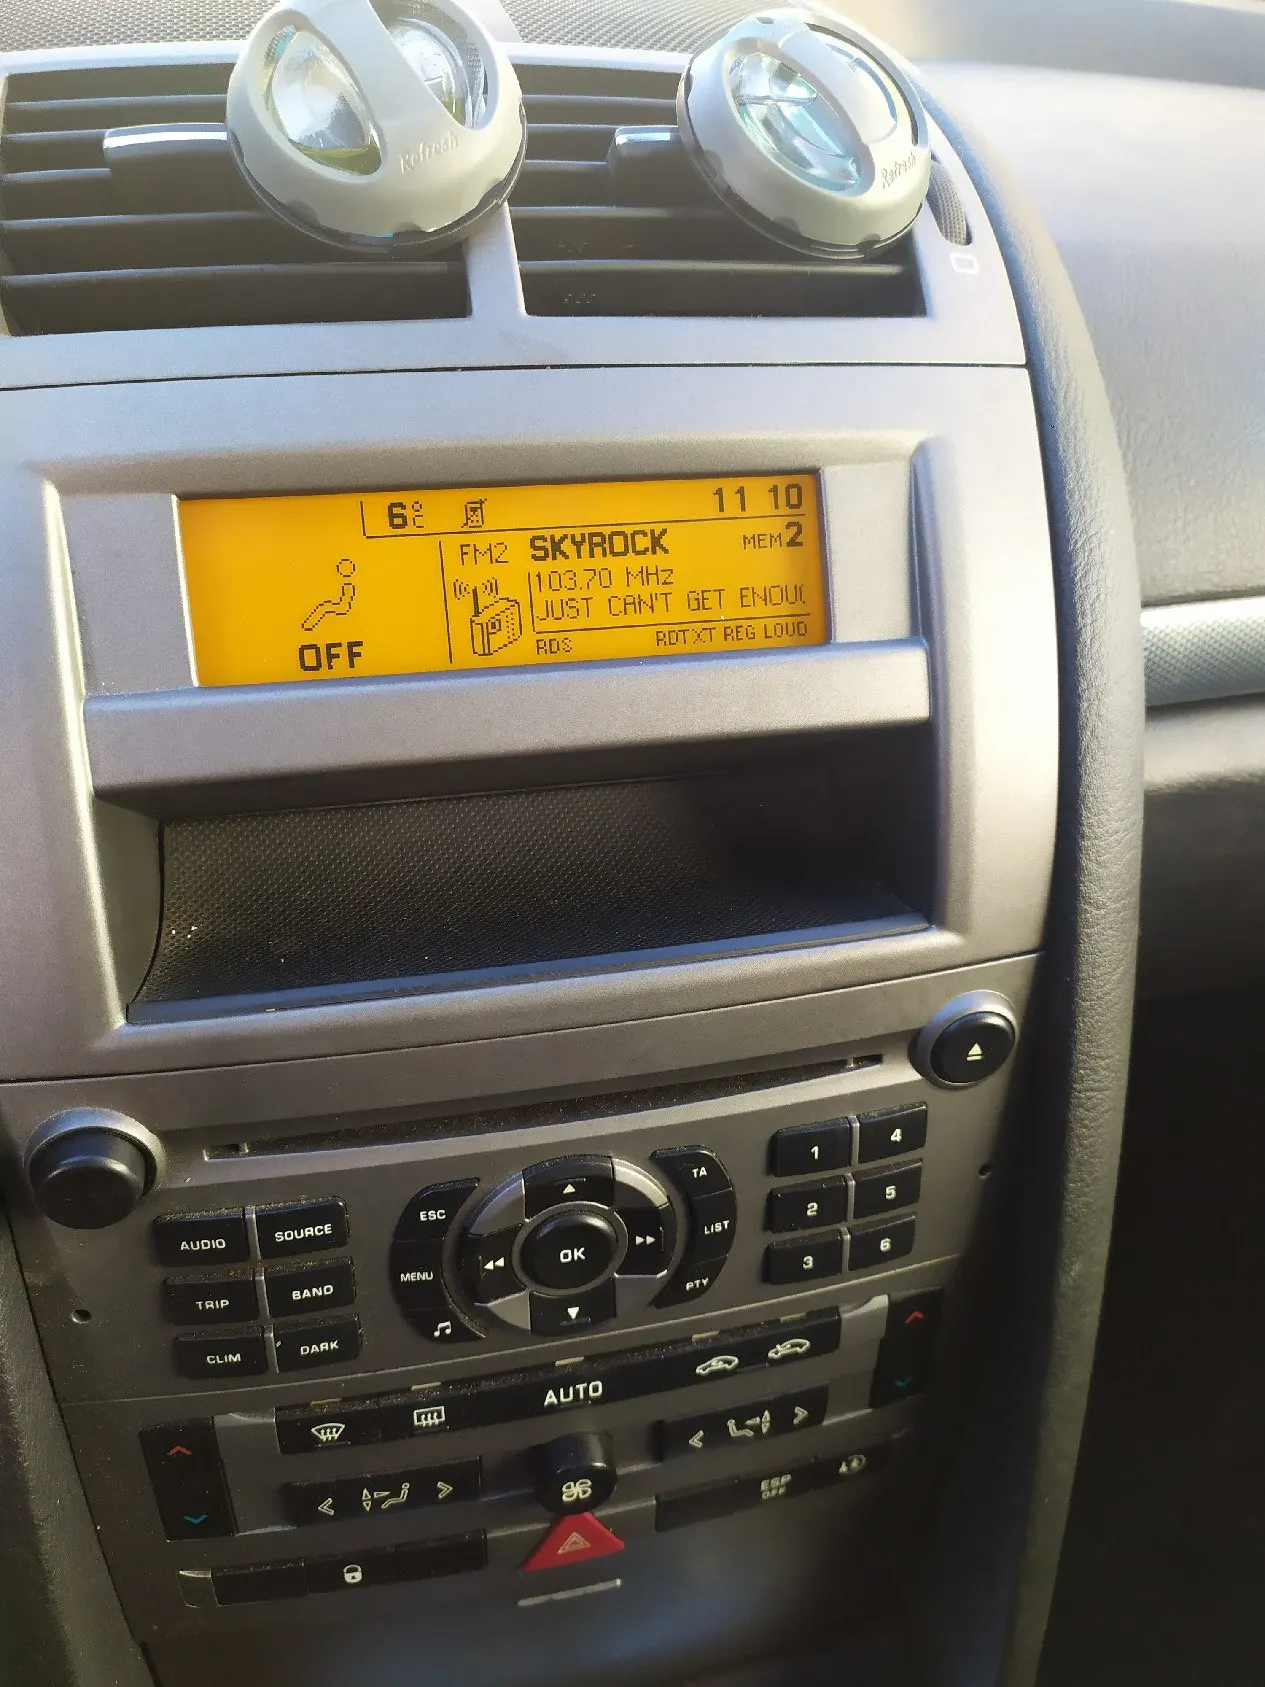 Refresh
Refresh
6°C
11 10
FM2 SKYROCK MEM 2
103.70 MHz
JUST CAN'T GET ENOU
OFF
RDS RDTXT REG LOUD
1 4
2 5
3 6
AUDIO SOURCE
TRIP BAND
CLIM DARK
ESC
MENU
OK
TA
LIST
PTY
AUTO
ESP
OFF